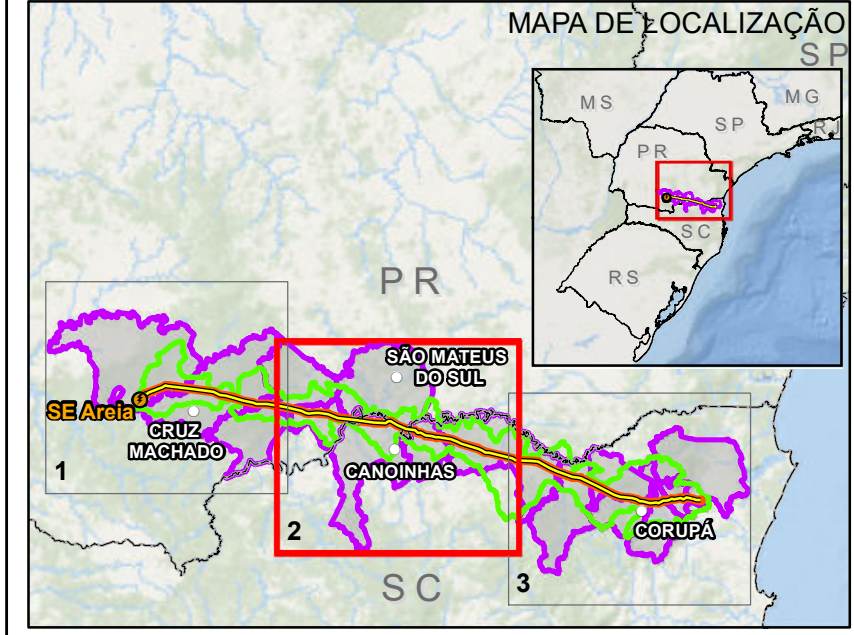 MAPA DE LOCALIZAÇÃO
SP
MS
MG
SP
RJ
PR
SC
RS
PR
SÃO MATEUS
DO SUL
SE Areia
CRUZ
MACHADO
CANOINHAS
1
2
CORUPÁ
3
SC